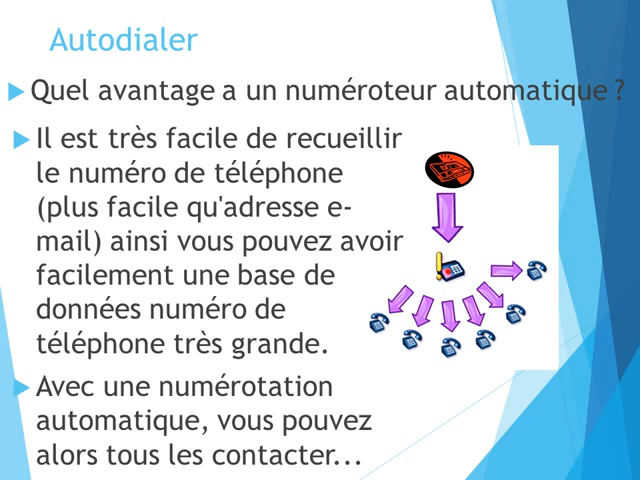 Autodialer
Quel avantage a un numéroteur automatique ?
Il est très facile de recueillir
le numéro de téléphone
(plus facile qu'adresse e-
mail) ainsi vous pouvez avoir
facilement une base de
données numéro de
téléphone très grande.
Avec une numérotation
automatique, vous pouvez
alors tous les contacter...